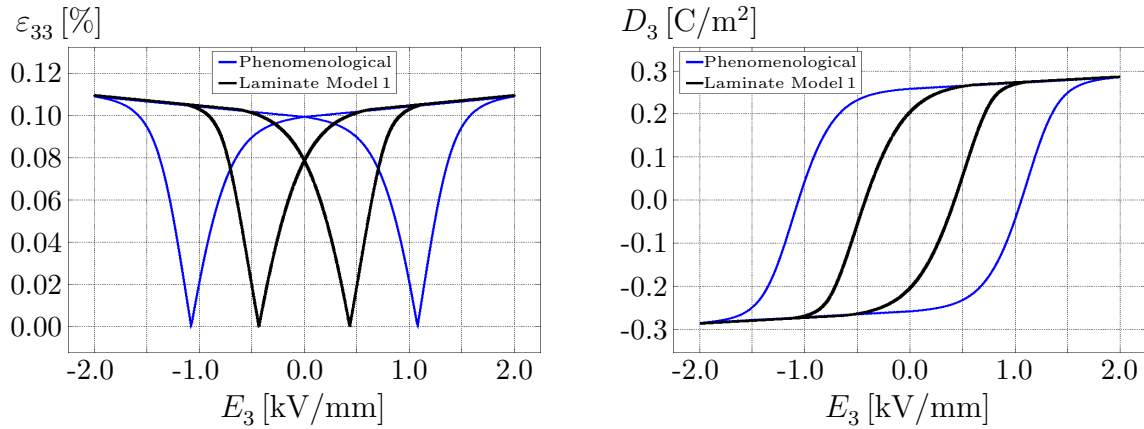 ε₃₃ [%]
Phenomenological
Laminate Model 1
0.12
0.10
0.08
0.06
0.04
0.02
0.00
-2.0 -1.0 0.0 1.0 2.0
E₃ [kV/mm]
D₃ [C/m²]
Phenomenological
Laminate Model 1
0.3
0.2
0.1
0.0
-0.1
-0.2
-0.3
-2.0 -1.0 0.0 1.0 2.0
E₃ [kV/mm]